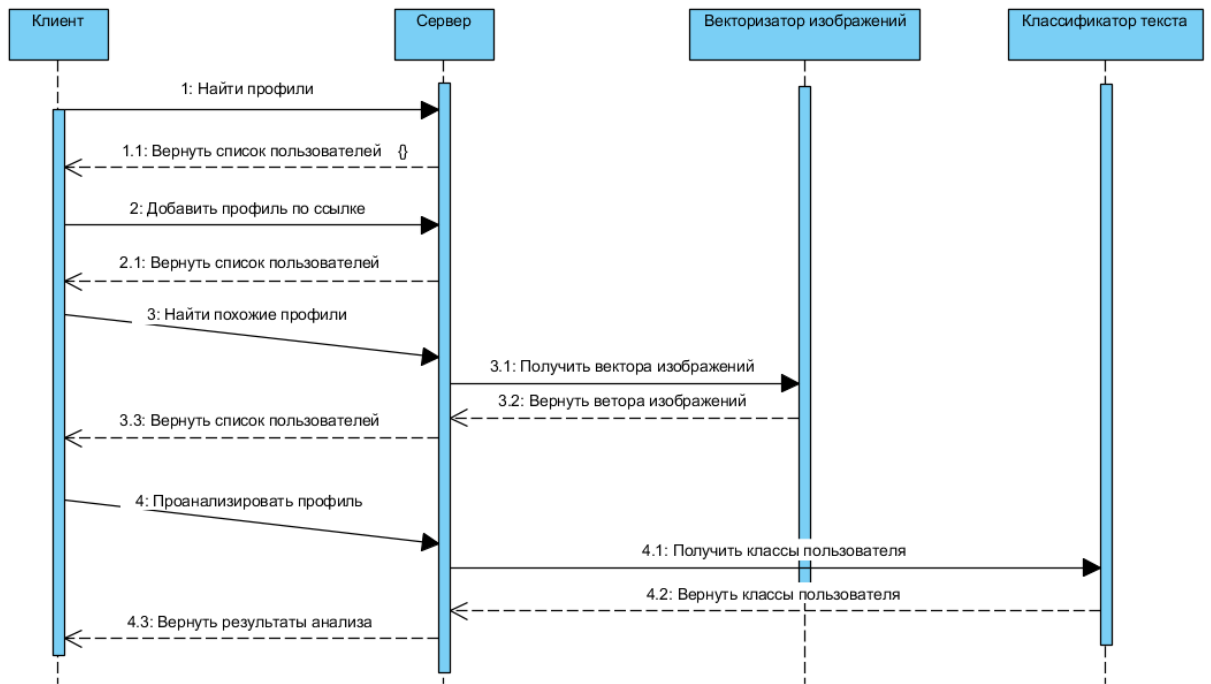 Клиент
Сервер
Векторизатор изображений
Классификатор текста
1: Найти профили
1.1: Вернуть список пользователей {}
2: Добавить профиль по ссылке
2.1: Вернуть список пользователей
3: Найти похожие профили
3.1: Получить вектора изображений
3.2: Вернуть ветора изображений
3.3: Вернуть список пользователей
4: Проанализировать профиль
4.1: Получить классы пользователя
4.2: Вернуть классы пользователя
4.3: Вернуть результаты анализа